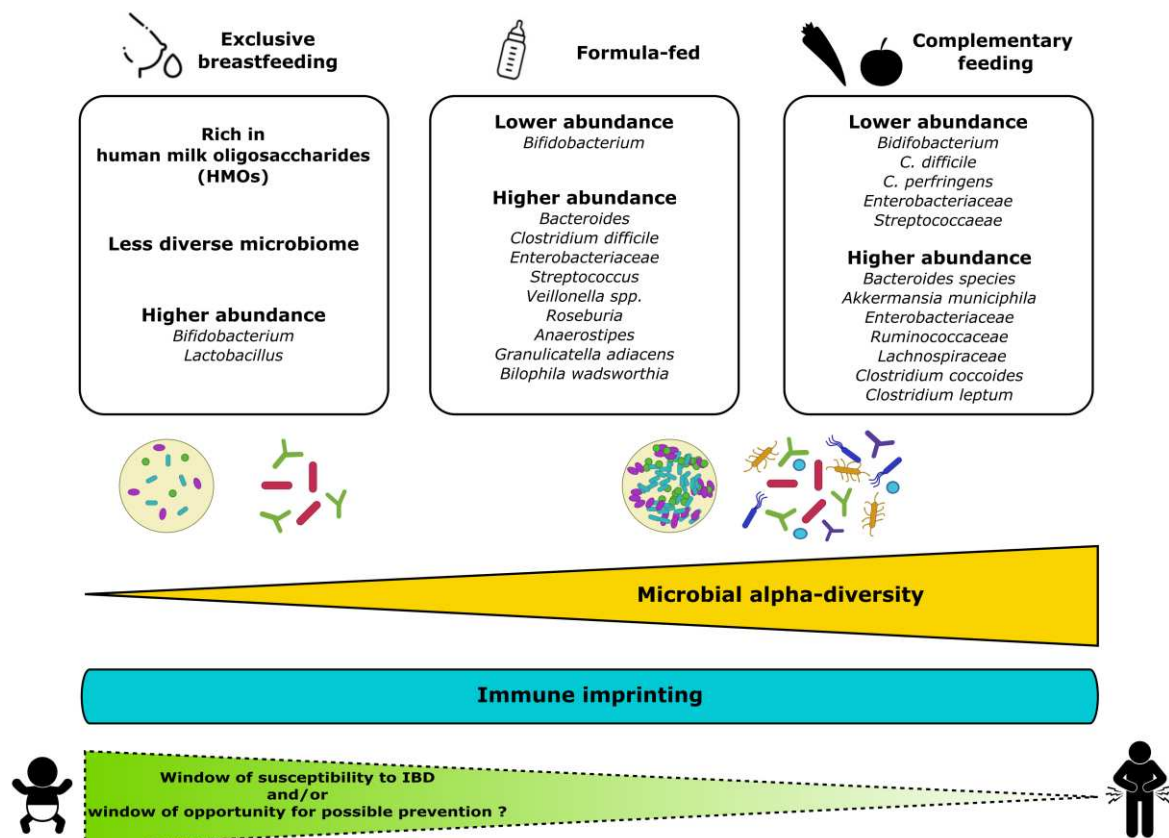 Exclusive
breastfeeding
Rich in
human milk oligosaccharides
(HMOs)
Less diverse microbiome
Higher abundance
Bifidobacterium
Lactobacillus
Formula-fed
Lower abundance
Bifidobacterium
Higher abundance
Bacteroides
Clostridium difficile
Enterobacteriaceae
Streptococcus
Veillonella spp.
Roseburia
Anaerostipes
Granulicatella adiacens
Bilophila wadsworthia
Complementary
feeding
Lower abundance
Bidifobacterium
C. difficile
C. perfringens
Enterobacteriaceae
Streptococcaeae
Higher abundance
Bacteroides species
Akkermansia municiphila
Enterobacteriaceae
Ruminococcaceae
Lachnospiraceae
Clostridium coccoides
Clostridium leptum
Microbial alpha-diversity
Immune imprinting
Window of susceptibility to IBD
and/or
window of opportunity for possible prevention ?